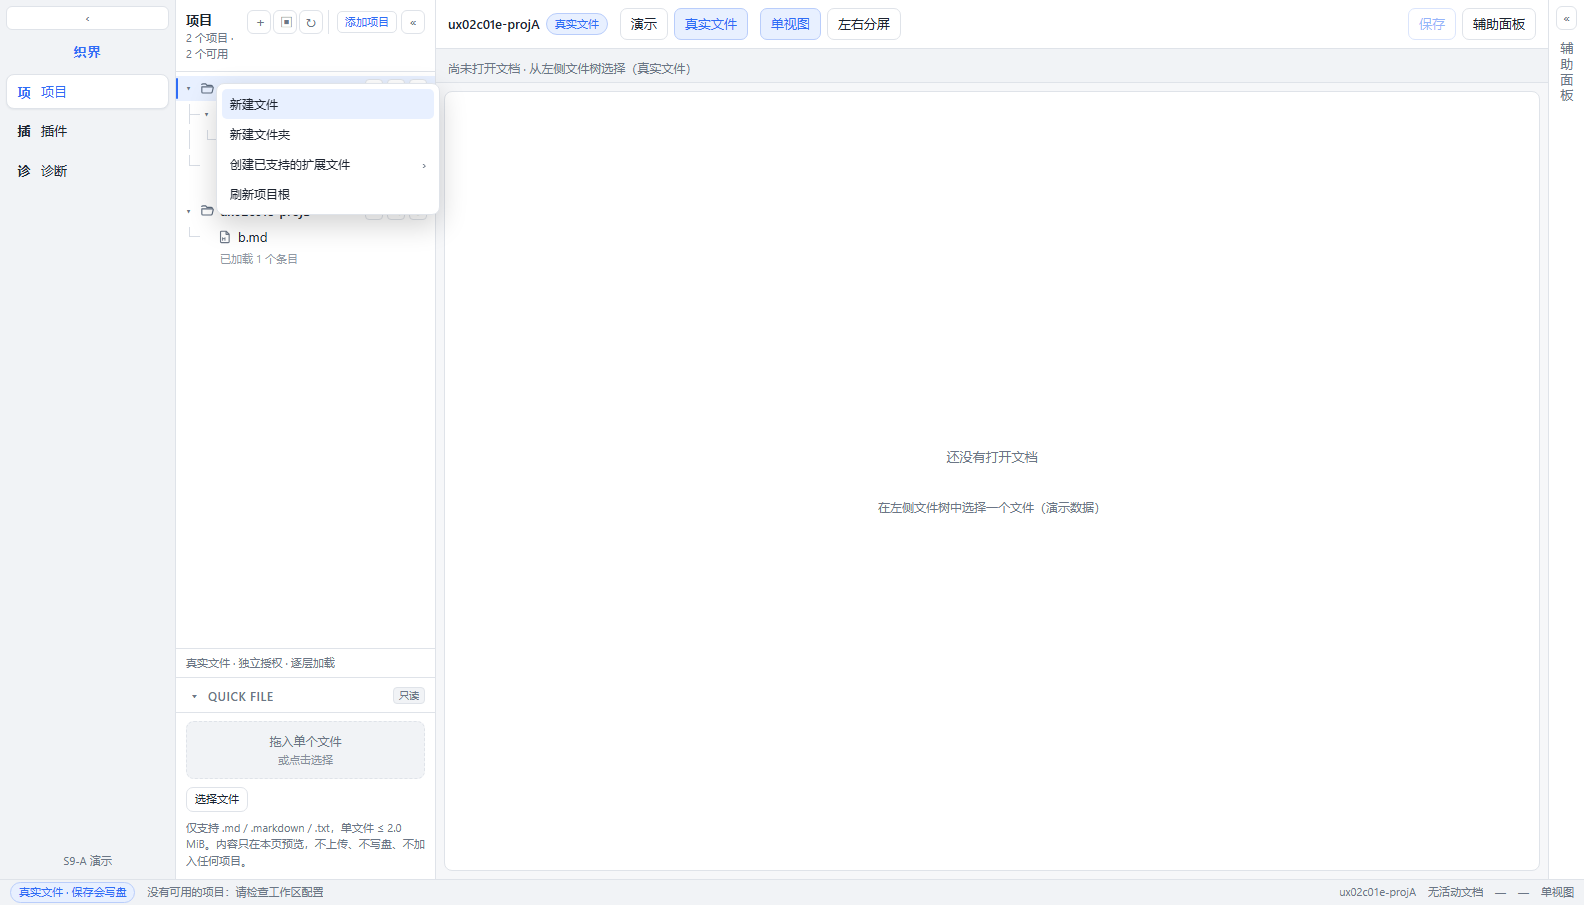 ‹
织界
项 项目
插 插件
诊 诊断
S9-A 演示
项目
2 个项目 ·
2 个可用
+
↻
添加项目
«
新建文件
新建文件夹
创建已支持的扩展文件 ›
刷新项目根
b.md
已加载 1 个条目
真实文件 · 独立授权 · 逐层加载
QUICK FILE 只读
拖入单个文件
或点击选择
选择文件
仅支持 .md / .markdown / .txt，单文件 ≤ 2.0
MiB。内容只在本页预览，不上传、不写盘、不加
入任何项目。
ux02c01e-projA 真实文件 演示 真实文件 单视图 左右分屏 保存 辅助面板
尚未打开文档 · 从左侧文件树选择（真实文件）
还没有打开文档
在左侧文件树中选择一个文件（演示数据）
«
辅助面板
真实文件 · 保存会写盘 没有可用的项目：请检查工作区配置 ux02c01e-projA 无活动文档 — — 单视图